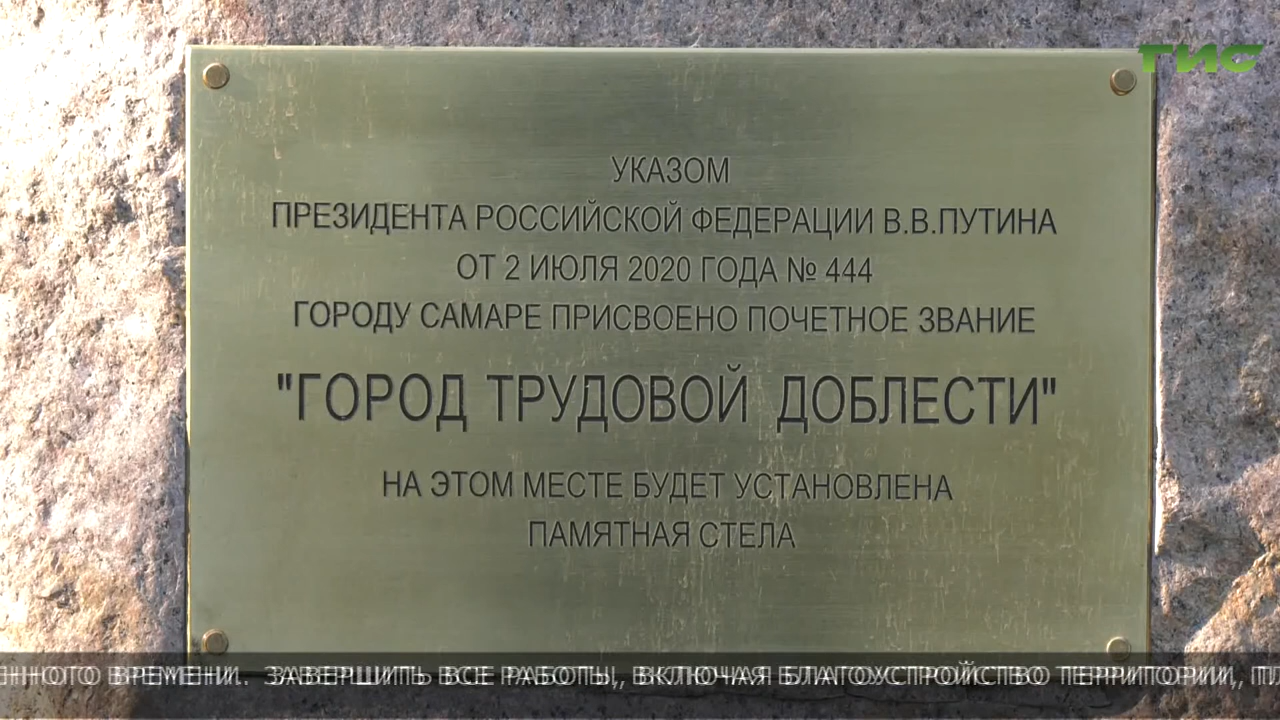 ГИС
УКАЗОМ
ПРЕЗИДЕНТА РОССИЙСКОЙ ФЕДЕРАЦИИ В.В.ПУТИНА
ОТ 2 ИЮЛЯ 2020 ГОДА № 444
ГОРОДУ САМАРЕ ПРИСВОЕНО ПОЧЕТНОЕ ЗВАНИЕ
"ГОРОД ТРУДОВОЙ ДОБЛЕСТИ"
НА ЭТОМ МЕСТЕ БУДЕТ УСТАНОВЛЕНА
ПАМЯТНАЯ СТЕЛА
ВРЕМЕНИ. ЗАВЕРШИТЬ ВСЕ РАБОТЫ, ВКЛЮЧАЯ БЛАГОУСТРОЙСТВО ТЕРРИТОРИИ,